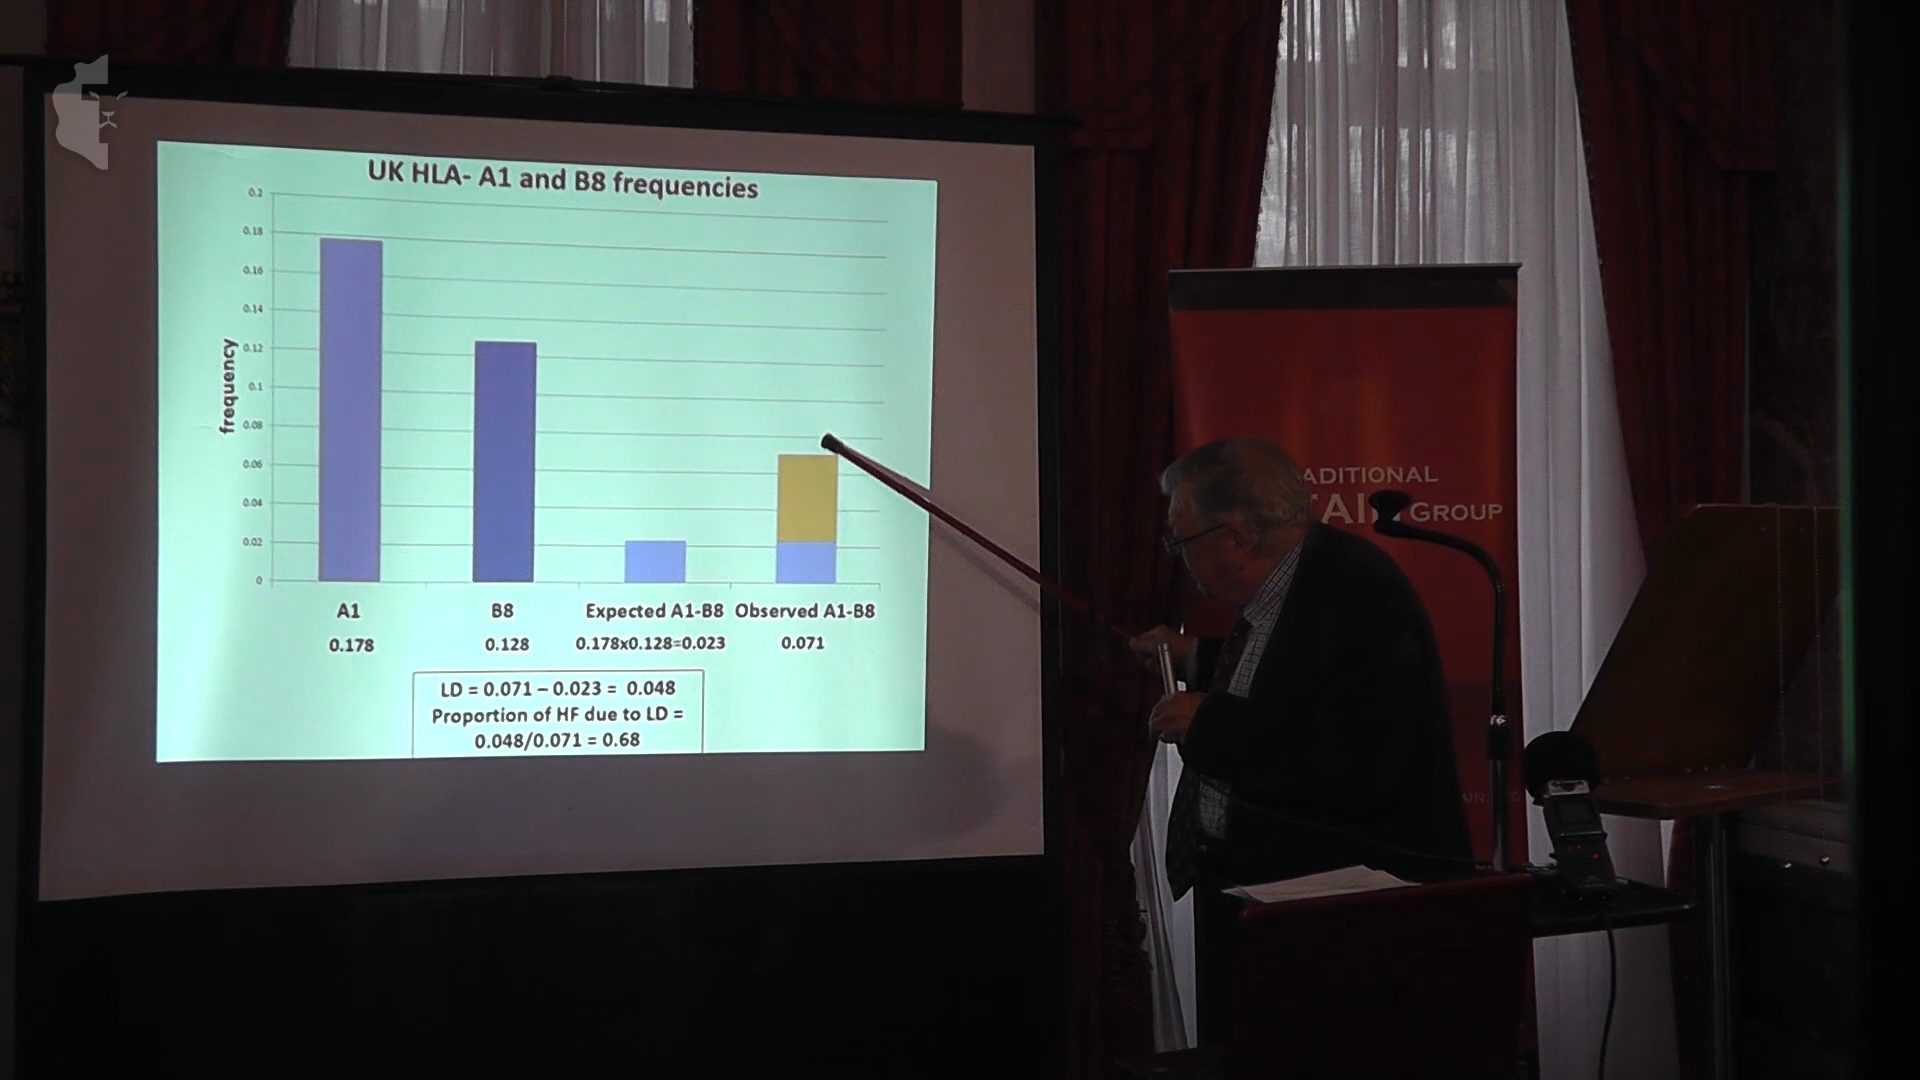 UK HLA- A1 and B8 frequencies
0.2
0.18
0.16
0.14
0.12
0.1
0.08
0.06
0.04
0.02
0
frequency
A1 B8 Expected A1-B8 Observed A1-B8
0.178 0.128 0.178x0.128=0.023 0.071
LD = 0.071 – 0.023 = 0.048
Proportion of HF due to LD =
0.048/0.071 = 0.68
ADITIONAL
GROUP